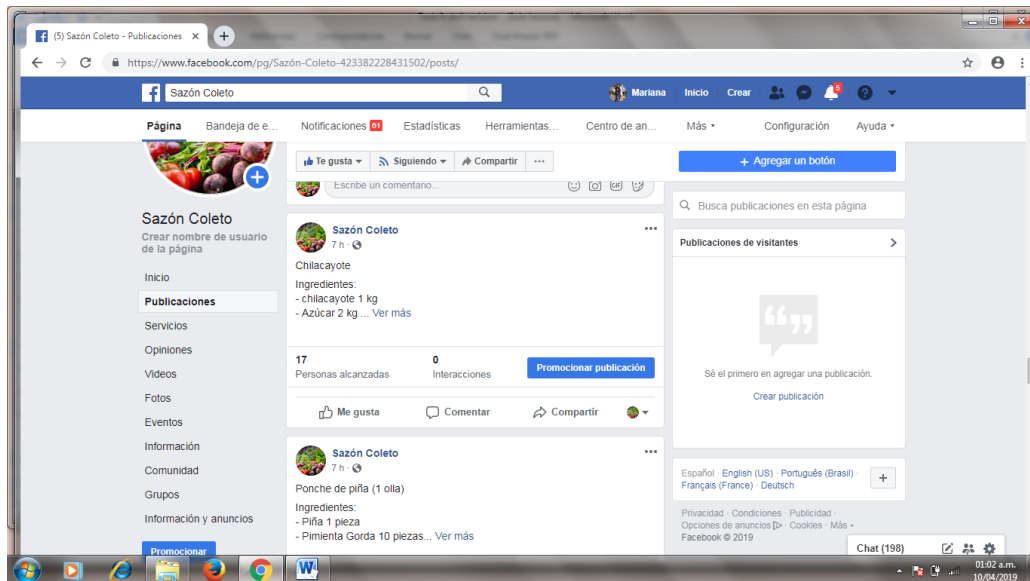 (5) Sazón Coleto - Publicaciones
https://www.facebook.com/pg/Sazón-Coleto-423382228431502/posts/
Sazón Coleto
Mariana
Inicio
Crear
5
Página
Bandeja de e...
Notificaciones 61
Estadísticas
Herramientas...
Centro de an...
Más
Configuración
Ayuda
Te gusta
Siguiendo
Compartir
+ Agregar un botón
Escribe un comentario...
GIF
Busca publicaciones en esta página
Sazón Coleto
Crear nombre de usuario
de la página
Inicio
Publicaciones
Servicios
Opiniones
Videos
Fotos
Eventos
Información
Comunidad
Grupos
Información y anuncios
Promocionar
Sazón Coleto
7 h ·
Chilacayote
Ingredientes:
- chilacayote 1 kg
- Azúcar 2 kg ... Ver más
17
Personas alcanzadas
0
Interacciones
Promocionar publicación
Me gusta
Comentar
Compartir
Sazón Coleto
7 h ·
Ponche de piña (1 olla)
Ingredientes:
- Piña 1 pieza
- Pimienta Gorda 10 piezas... Ver más
Publicaciones de visitantes
Sé el primero en agregar una publicación.
Crear publicación
Español · English (US) · Português (Brasil) ·
Français (France) · Deutsch
Privacidad · Condiciones · Publicidad ·
Opciones de anuncios · Cookies · Más
Facebook © 2019
Chat (198)
01:02 a.m.
10/04/2019